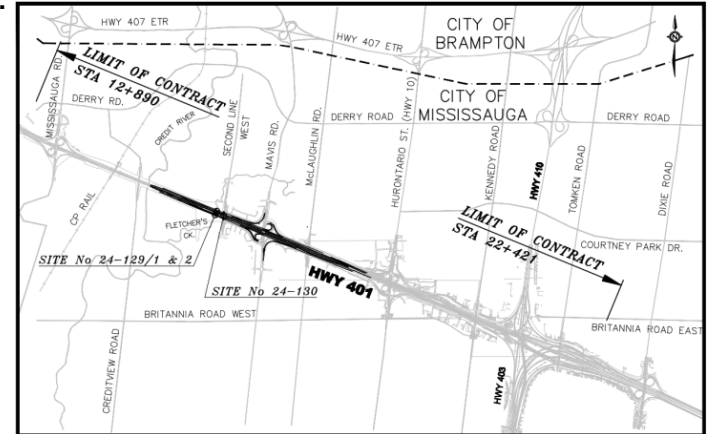 HWY 407 ETR
CITY OF
BRAMPTON
HWY 407 ETR
LIMIT OF CONTRACT
STA 12+890
MISSISSAUGA RD.
DERRY RD.
CREDIT RIVER
SECOND LINE
WEST
MAVIS RD.
McLAUGHLIN RD.
DERRY ROAD
HURONTARIO ST. (HWY 10)
CITY OF
MISSISSAUGA
KENNEDY ROAD
HWY 410
TOMKEN ROAD
DERRY ROAD
DIXIE ROAD
CP RAIL
FLETCHER'S
CK.
LIMIT OF CONTRACT
STA 22+421
COURTNEY PARK DR.
SITE No 24-129/1 & 2
SITE No 24-130
HWY 401
BRITANNIA ROAD WEST
BRITANNIA ROAD EAST
CREDITVIEW ROAD
HWY 403